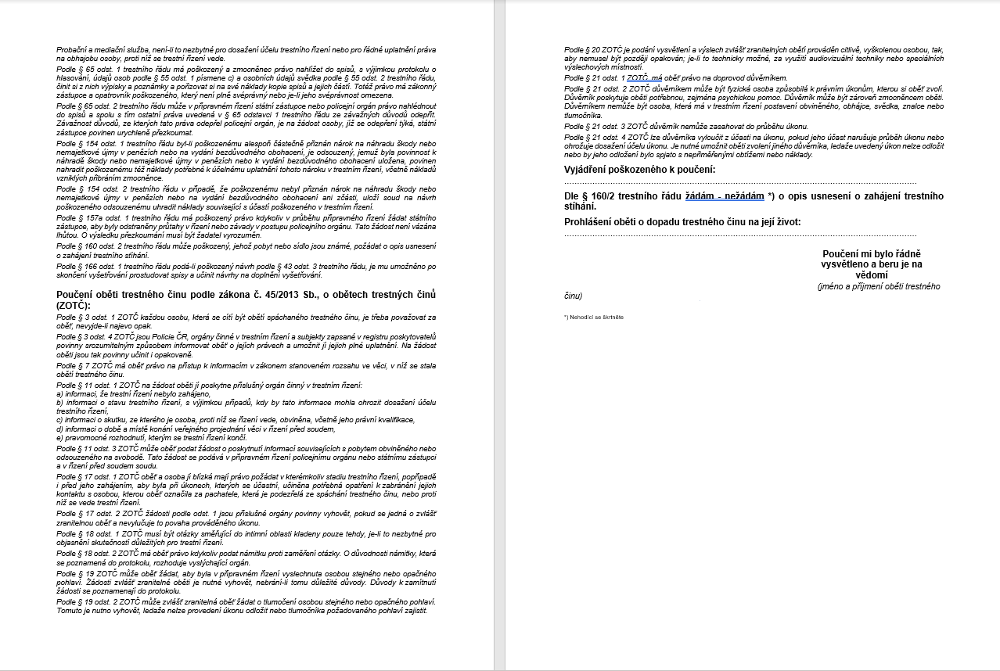 Probační a mediační služba, není-li to nezbytné pro dosažení účelu trestního řízení nebo pro řádné uplatnění práva
na obhajobu osoby, proti níž se trestní řízení vede.
Podle § 65 odst. 1 trestního řádu má poškozený a zmocněnec právo nahlížet do spisů, s výjimkou protokolu o
hlasování, údajů osob podle § 55 odst. 1 písmene c) a osobních údajů svědka podle § 55 odst. 2 trestního řádu,
činit si z nich výpisky a poznámky a pořizovat si na své náklady kopie spisů a jejich částí. Totéž právo má zákonný
zástupce a opatrovník poškozeného, který není plně svéprávný nebo je-li jeho svéprávnost omezena.
Podle § 65 odst. 2 trestního řádu může v přípravném řízení státní zástupce nebo policejní orgán právo nahlédnout
do spisů a spolu s tím ostatní práva uvedená v § 65 odstavci 1 trestního řádu ze závažných důvodů odepřít.
Závažnost důvodů, ze kterých tato práva odepřel policejní orgán, je na žádost osoby, jíž se odepření týká, státní
zástupce povinen urychleně přezkoumat.
Podle § 154 odst. 1 trestního řádu byl-li poškozenému alespoň částečně přiznán nárok na náhradu škody nebo
nemajetkové újmy v penězích nebo na vydání bezdůvodného obohacení, je odsouzený, jemuž byla povinnost k
náhradě škody nebo nemajetkové újmy v penězích nebo k vydání bezdůvodného obohacení uložena, povinen
nahradit poškozenému též náklady potřebné k účelnému uplatnění tohoto nároku v trestním řízení, včetně nákladů
vzniklých přibráním zmocněnce.
Podle § 154 odst. 2 trestního řádu v případě, že poškozenému nebyl přiznán nárok na náhradu škody nebo
nemajetkové újmy v penězích nebo na vydání bezdůvodného obohacení ani zčásti, uloží soud na návrh
poškozeného odsouzenému uhradit náklady související s účastí poškozeného v trestním řízení.
Podle § 157a odst. 1 trestního řádu má poškozený právo kdykoliv v průběhu přípravného řízení žádat státního
zástupce, aby byly odstraněny průtahy v řízení nebo závady v postupu policejního orgánu. Tato žádost není vázána
lhůtou. O výsledku přezkoumání musí být žadatel vyrozuměn.
Podle § 160 odst. 2 trestního řádu může poškozený, jehož pobyt nebo sídlo jsou známé, požádat o opis usnesení
o zahájení trestního stíhání.
Podle § 166 odst. 1 trestního řádu podá-li poškozený návrh podle § 43 odst. 3 trestního řádu, je mu umožněno po
skončení vyšetřování prostudovat spisy a učinit návrhy na doplnění vyšetřování.
Poučení oběti trestného činu podle zákona č. 45/2013 Sb., o obětech trestných činů
(ZOTČ):
Podle § 3 odst. 1 ZOTČ každou osobu, která se cítí být obětí spáchaného trestného činu, je třeba považovat za
oběť, nevyjde-li najevo opak.
Podle § 3 odst. 4 ZOTČ jsou Policie ČR, orgány činné v trestním řízení a subjekty zapsané v registru poskytovatelů
povinny srozumitelným způsobem informovat oběť o jejích právech a umožnit jí jejich plné uplatnění. Na žádost
oběti jsou tak povinny učinit i opakovaně.
Podle § 7 ZOTČ má oběť právo na přístup k informacím v zákonem stanoveném rozsahu ve věci, v níž se stala
obětí trestného činu.
Podle § 11 odst. 1 ZOTČ na žádost oběti jí poskytne příslušný orgán činný v trestním řízení:
a) informaci, že trestní řízení nebylo zahájeno,
b) informaci o stavu trestního řízení, s výjimkou případů, kdy by tato informace mohla ohrozit dosažení účelu
trestního řízení,
c) informaci o skutku, ze kterého je osoba, proti níž se řízení vede, obviněna, včetně jeho právní kvalifikace,
d) informaci o době a místě konání veřejného projednání věci v řízení před soudem,
e) pravomocné rozhodnutí, kterým se trestní řízení končí.
Podle § 11 odst. 3 ZOTČ může oběť podat žádost o poskytnutí informací souvisejících s pobytem obviněného nebo
odsouzeného na svobodě. Tato žádost se podává v přípravném řízení policejnímu orgánu nebo státnímu zástupci
a v řízení před soudem soudu.
Podle § 17 odst. 1 ZOTČ oběť a osoba jí blízká mají právo požádat v kterémkoliv stadiu trestního řízení, popřípadě
i před jeho zahájením, aby byla při úkonech, kterých se účastní, učiněna potřebná opatření k zabránění jejich
kontaktu s osobou, kterou oběť označila za pachatele, která je podezřelá ze spáchání trestného činu, nebo proti
níž se vede trestní řízení.
Podle § 17 odst. 2 ZOTČ žádosti podle odst. 1 jsou příslušné orgány povinny vyhovět, pokud se jedná o zvlášť
zranitelnou oběť a nevylučuje to povaha prováděného úkonu.
Podle § 18 odst. 1 ZOTČ musí být otázky směřující do intimní oblasti kladeny pouze tehdy, je-li to nezbytné pro
objasnění skutečností důležitých pro trestní řízení.
Podle § 18 odst. 2 ZOTČ má oběť právo kdykoliv podat námitku proti zaměření otázky. O důvodnosti námitky, která
se poznamená do protokolu, rozhoduje vyslýchající orgán.
Podle § 19 ZOTČ může oběť žádat, aby byla v přípravném řízení vyslechnuta osobou stejného nebo opačného
pohlaví. Žádosti zvlášť zranitelné oběti je nutné vyhovět, nebrání-li tomu důležité důvody. Důvody k zamítnutí
žádosti se poznamenají do protokolu.
Podle § 19 odst. 2 ZOTČ může zvlášť zranitelná oběť žádat o tlumočení osobou stejného nebo opačného pohlaví.
Tomuto je nutno vyhovět, ledaže nelze provedení úkonu odložit nebo tlumočníka požadovaného pohlaví zajistit.
Podle § 20 ZOTČ je podání vysvětlení a výslech zvlášť zranitelných obětí prováděn citlivě, vyškolenou osobou, tak,
aby nemusel být později opakován; je-li to technicky možné, za využití audiovizuální techniky nebo speciálních
výslechových místností.
Podle § 21 odst. 1 ZOTČ má oběť právo na doprovod důvěrníkem.
Podle § 21 odst. 2 ZOTČ důvěrníkem může být fyzická osoba způsobilá k právním úkonům, kterou si oběť zvolí.
Důvěrník poskytuje oběti potřebnou, zejména psychickou pomoc. Důvěrník může být zároveň zmocněncem oběti.
Důvěrníkem nemůže být osoba, která má v trestním řízení postavení obviněného, obhájce, svědka, znalce nebo
tlumočníka.
Podle § 21 odst. 3 ZOTČ důvěrník nemůže zasahovat do průběhu úkonu.
Podle § 21 odst. 4 ZOTČ lze důvěrníka vyloučit z účasti na úkonu, pokud jeho účast narušuje průběh úkonu nebo
ohrožuje dosažení účelu úkonu. Je nutné umožnit oběti zvolení jiného důvěrníka, ledaže uvedený úkon nelze odložit
nebo by jeho odložení bylo spjato s nepřiměřenými obtížemi nebo náklady.
Vyjádření poškozeného k poučení:
......................................................................................................................................................
Dle § 160/2 trestního řádu žádám - nežádám *) o opis usnesení o zahájení trestního
stíhání.
Prohlášení oběti o dopadu trestného činu na její život:
......................................................................................................................................................
Poučení mi bylo řádně
vysvětleno a beru je na
vědomí
(jméno a příjmení oběti trestného
činu)
*) Nehodící se škrtněte